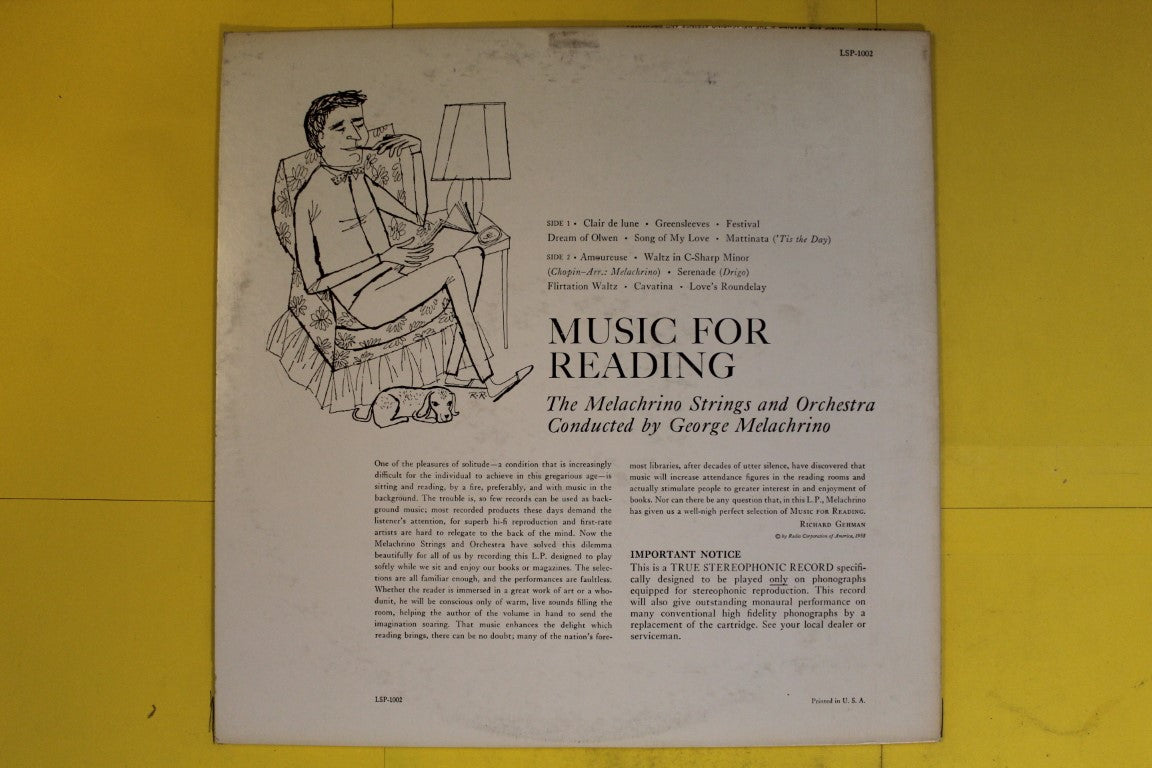 LSP-1002
SIDE 1 • Clair de lune • Greensleeves • Festival
Dream of Olwen • Song of My Love • Mattinata ('Tis the Day)
SIDE 2 • Amoureuse • Waltz in C-Sharp Minor
(Chopin–Arr.: Melachrino) • Serenade (Drigo)
Flirtation Waltz • Cavatina • Love's Roundelay
MUSIC FOR
READING
The Melachrino Strings and Orchestra
Conducted by George Melachrino
One of the pleasures of solitude—a condition that is increasingly
difficult for the individual to achieve in this gregarious age—is
sitting and reading, by a fire, preferably, and with music in the
background. The trouble is, so few records can be used as back-
ground music; most recorded products these days demand the
listener's attention, for superb hi-fi reproduction and first-rate
artists are hard to relegate to the back of the mind. Now the
Melachrino Strings and Orchestra have solved this dilemma
beautifully for all of us by recording this L.P. designed to play
softly while we sit and enjoy our books or magazines. The selec-
tions are all familiar enough, and the performances are faultless.
Whether the reader is immersed in a great work of art or a who-
dunit, he will be conscious only of warm, live sounds filling the
room, helping the author of the volume in hand to send the
imagination soaring. That music enhances the delight which
reading brings, there can be no doubt; many of the nation's fore-
most libraries, after decades of utter silence, have discovered that
music will increase attendance figures in the reading rooms and
actually stimulate people to greater interest in and enjoyment of
books. Nor can there be any question that, in this L.P., Melachrino
has given us a well-nigh perfect selection of MUSIC FOR READING.
RICHARD GEHMAN
© by Radio Corporation of America, 1958
IMPORTANT NOTICE
This is a TRUE STEREOPHONIC RECORD specifi-
cally designed to be played only on phonographs
equipped for stereophonic reproduction. This record
will also give outstanding monaural performance on
many conventional high fidelity phonographs by a
replacement of the cartridge. See your local dealer or
serviceman.
LSP-1002
Printed in U. S. A.